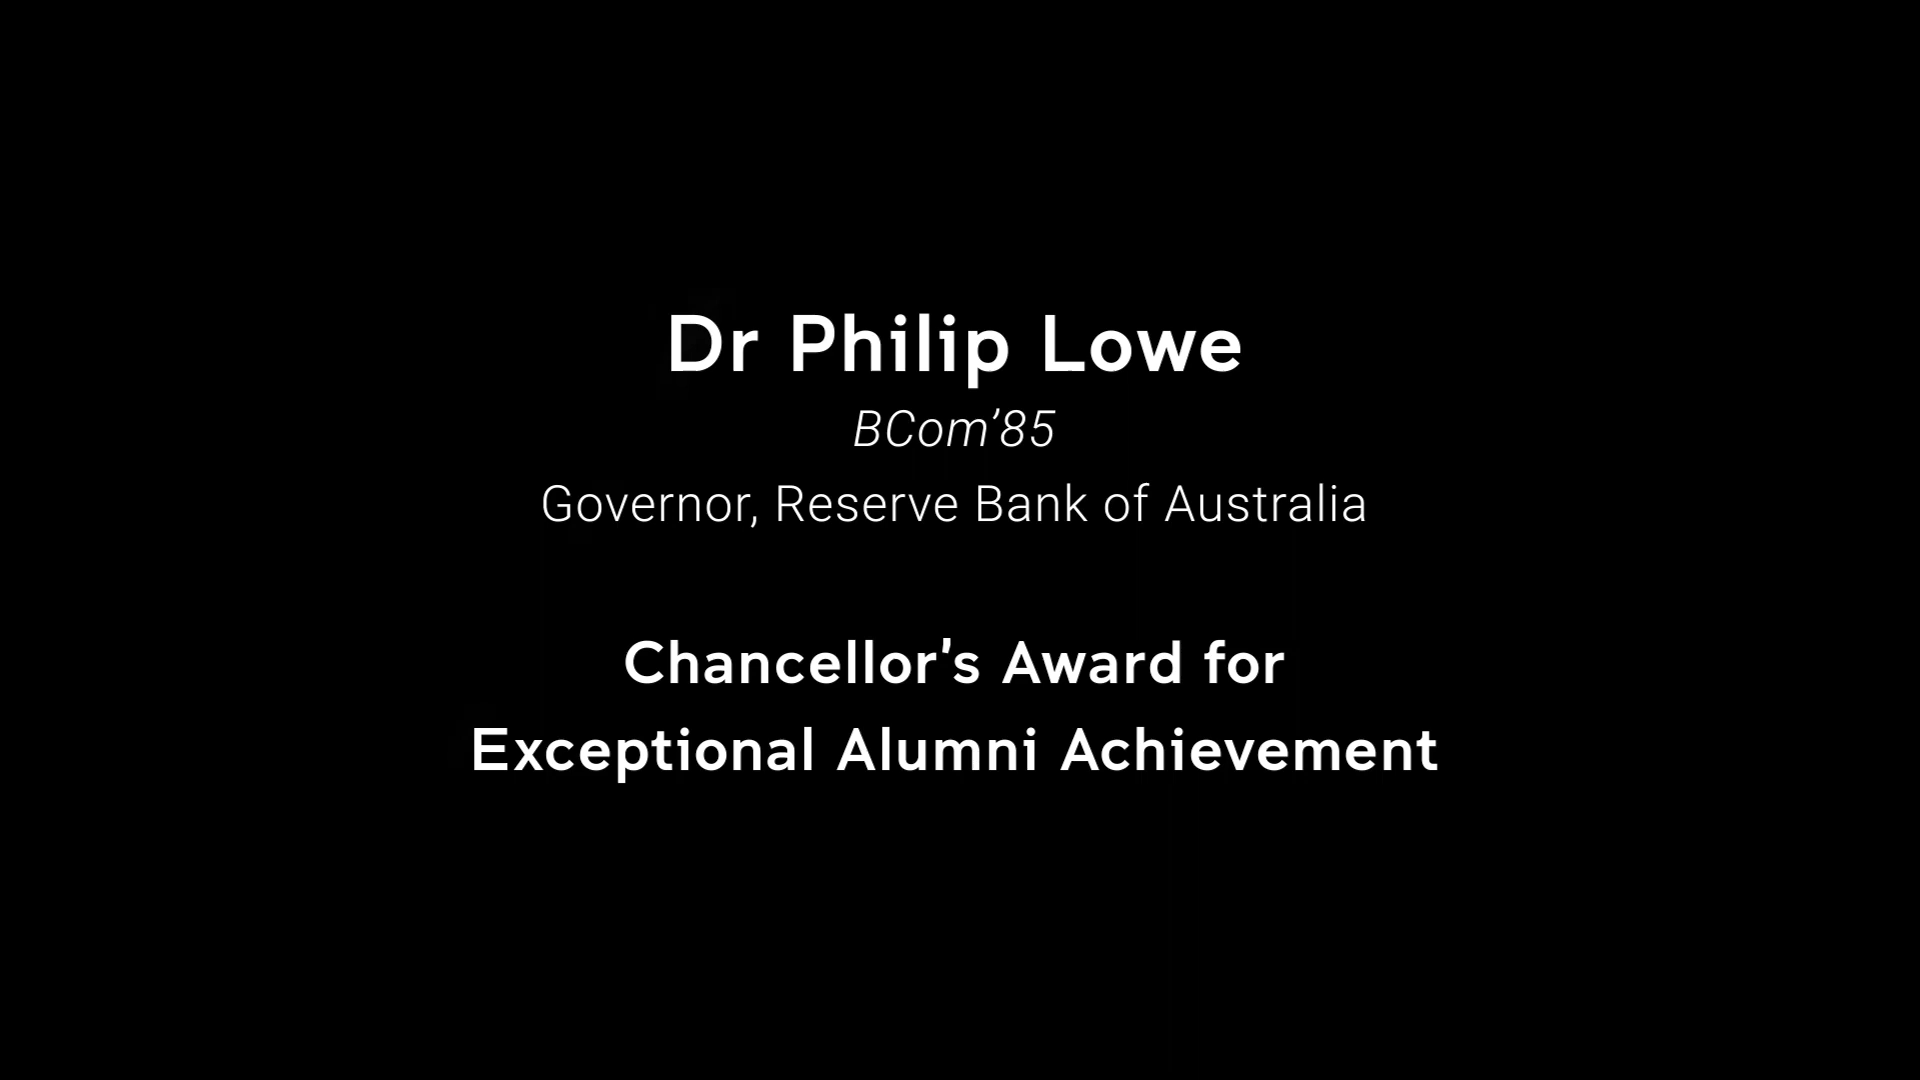 Dr Philip Lowe
BCom’85
Governor, Reserve Bank of Australia
Chancellor’s Award for
Exceptional Alumni Achievement